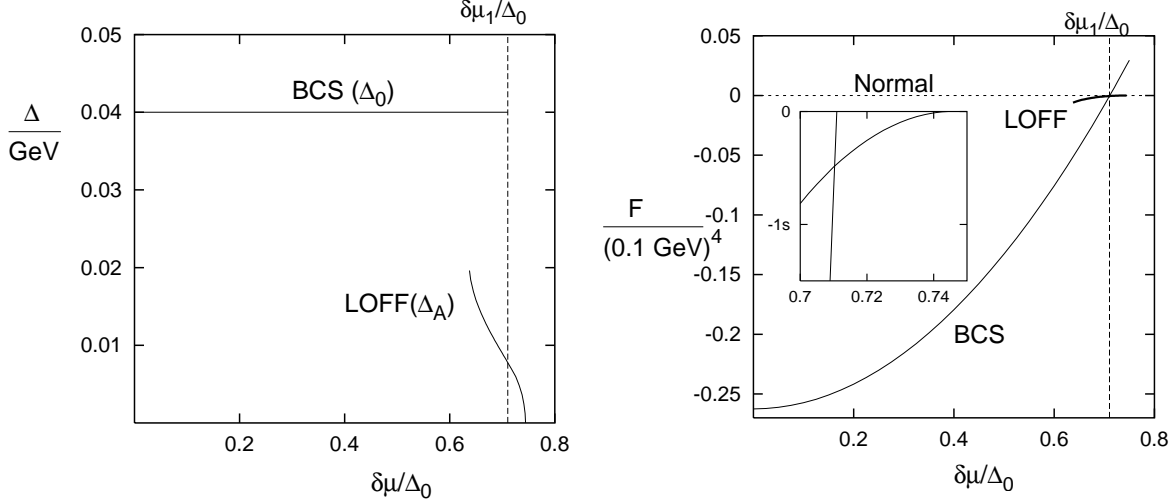 δμ₁/Δ₀
0.05
0.04
0.03
0.02
0.01
Δ
GeV
BCS (Δ₀)
LOFF(Δ_A)
0.2 0.4 0.6 0.8
δμ/Δ₀
δμ₁/Δ₀
0.05
0
-0.05
-0.1
-0.15
-0.2
-0.25
F
(0.1 GeV)⁴
Normal
LOFF
BCS
0
-1s
0.7 0.72 0.74
0.2 0.4 0.6 0.8
δμ/Δ₀